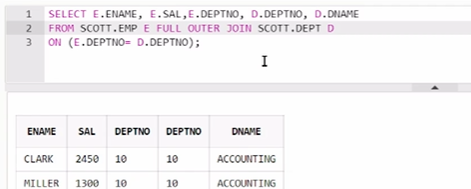 1 SELECT E.ENAME, E.SAL,E.DEPTNO, D.DEPTNO, D.DNAME
2 FROM SCOTT.EMP E FULL OUTER JOIN SCOTT.DEPT D
3 ON (E.DEPTNO= D.DEPTNO);
ENAME SAL DEPTNO DEPTNO DNAME
CLARK 2450 10 10 ACCOUNTING
MILLER 1300 10 10 ACCOUNTING